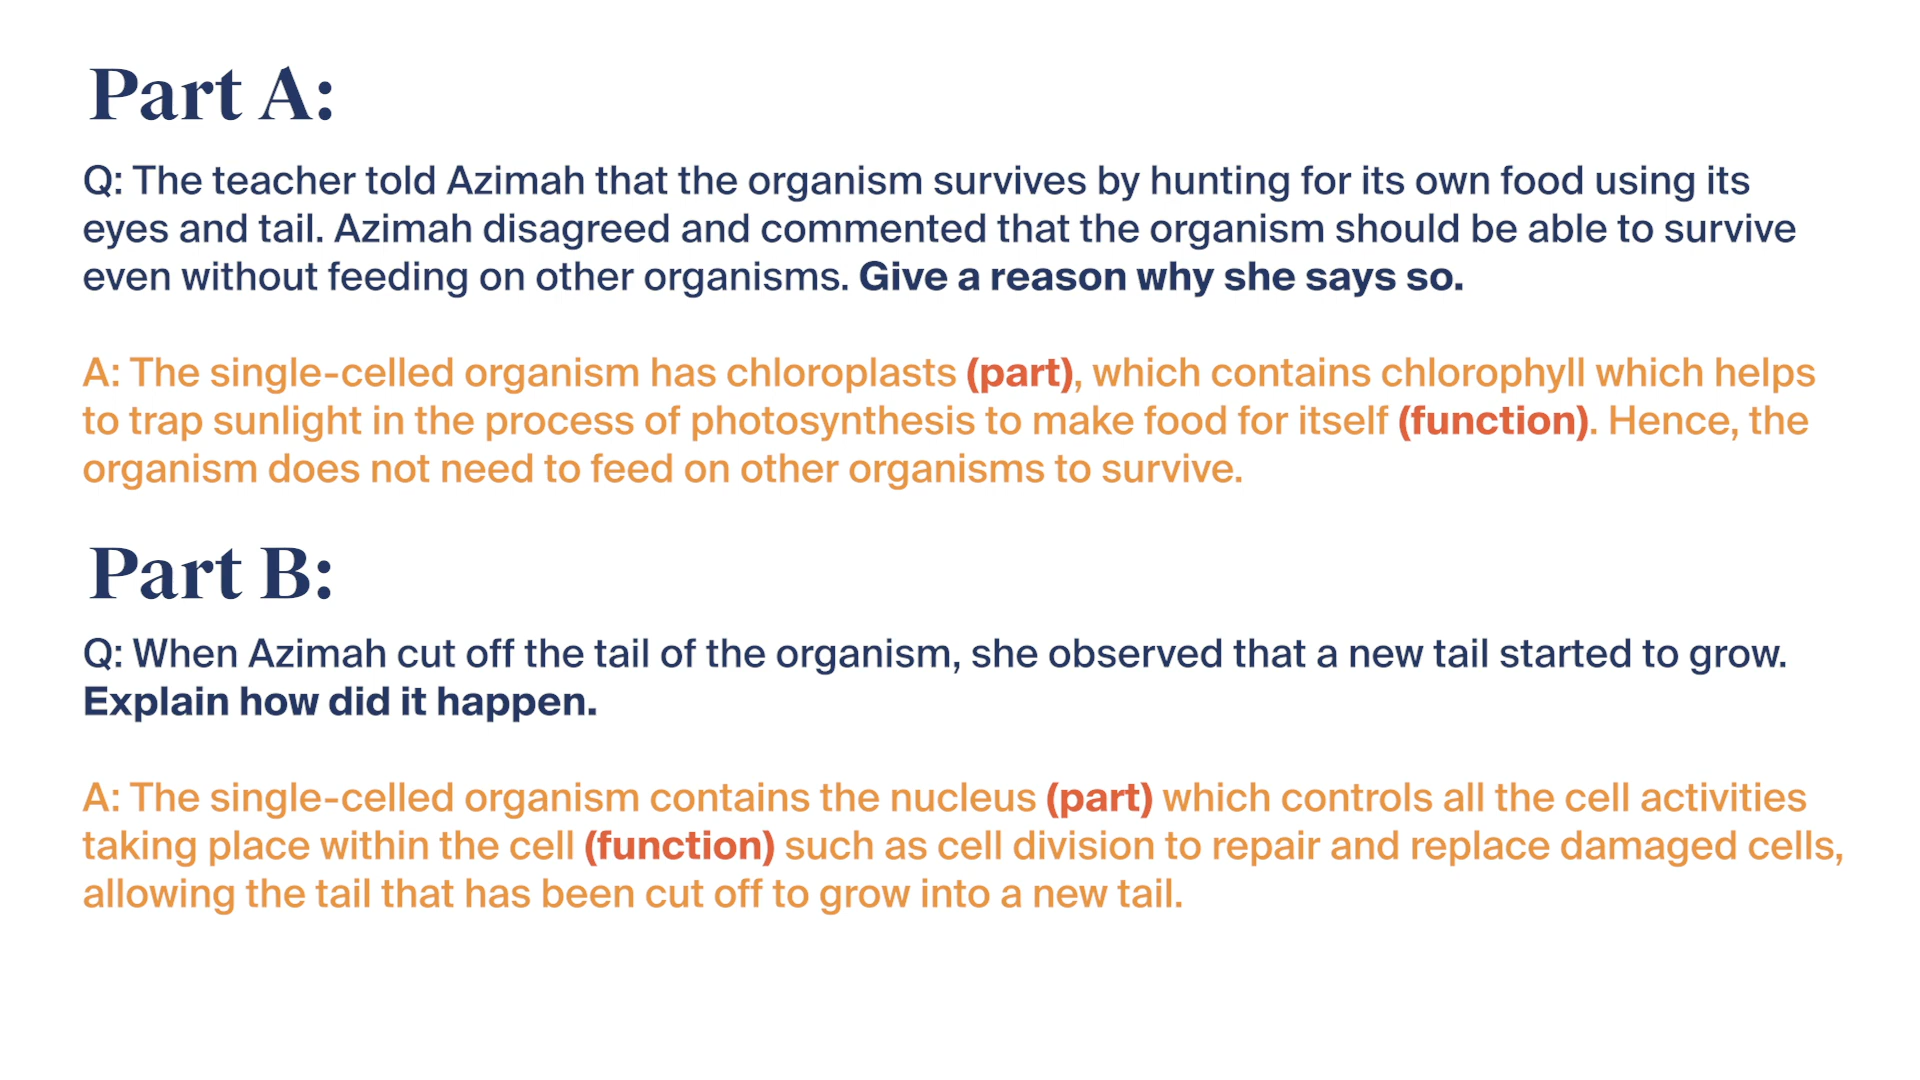 Part A:
Q: The teacher told Azimah that the organism survives by hunting for its own food using its
eyes and tail. Azimah disagreed and commented that the organism should be able to survive
even without feeding on other organisms. Give a reason why she says so.
A: The single-celled organism has chloroplasts (part), which contains chlorophyll which helps
to trap sunlight in the process of photosynthesis to make food for itself (function). Hence, the
organism does not need to feed on other organisms to survive.
Part B:
Q: When Azimah cut off the tail of the organism, she observed that a new tail started to grow.
Explain how did it happen.
A: The single-celled organism contains the nucleus (part) which controls all the cell activities
taking place within the cell (function) such as cell division to repair and replace damaged cells,
allowing the tail that has been cut off to grow into a new tail.